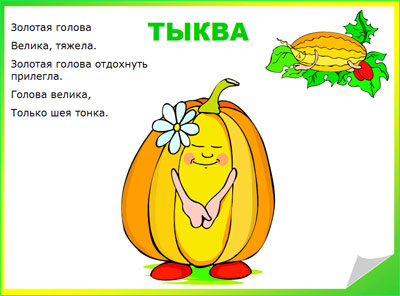 ТЫКВА
Золотая голова
Велика, тяжела.
Золотая голова отдохнуть
прилегла.
Голова велика,
Только шея тонка.